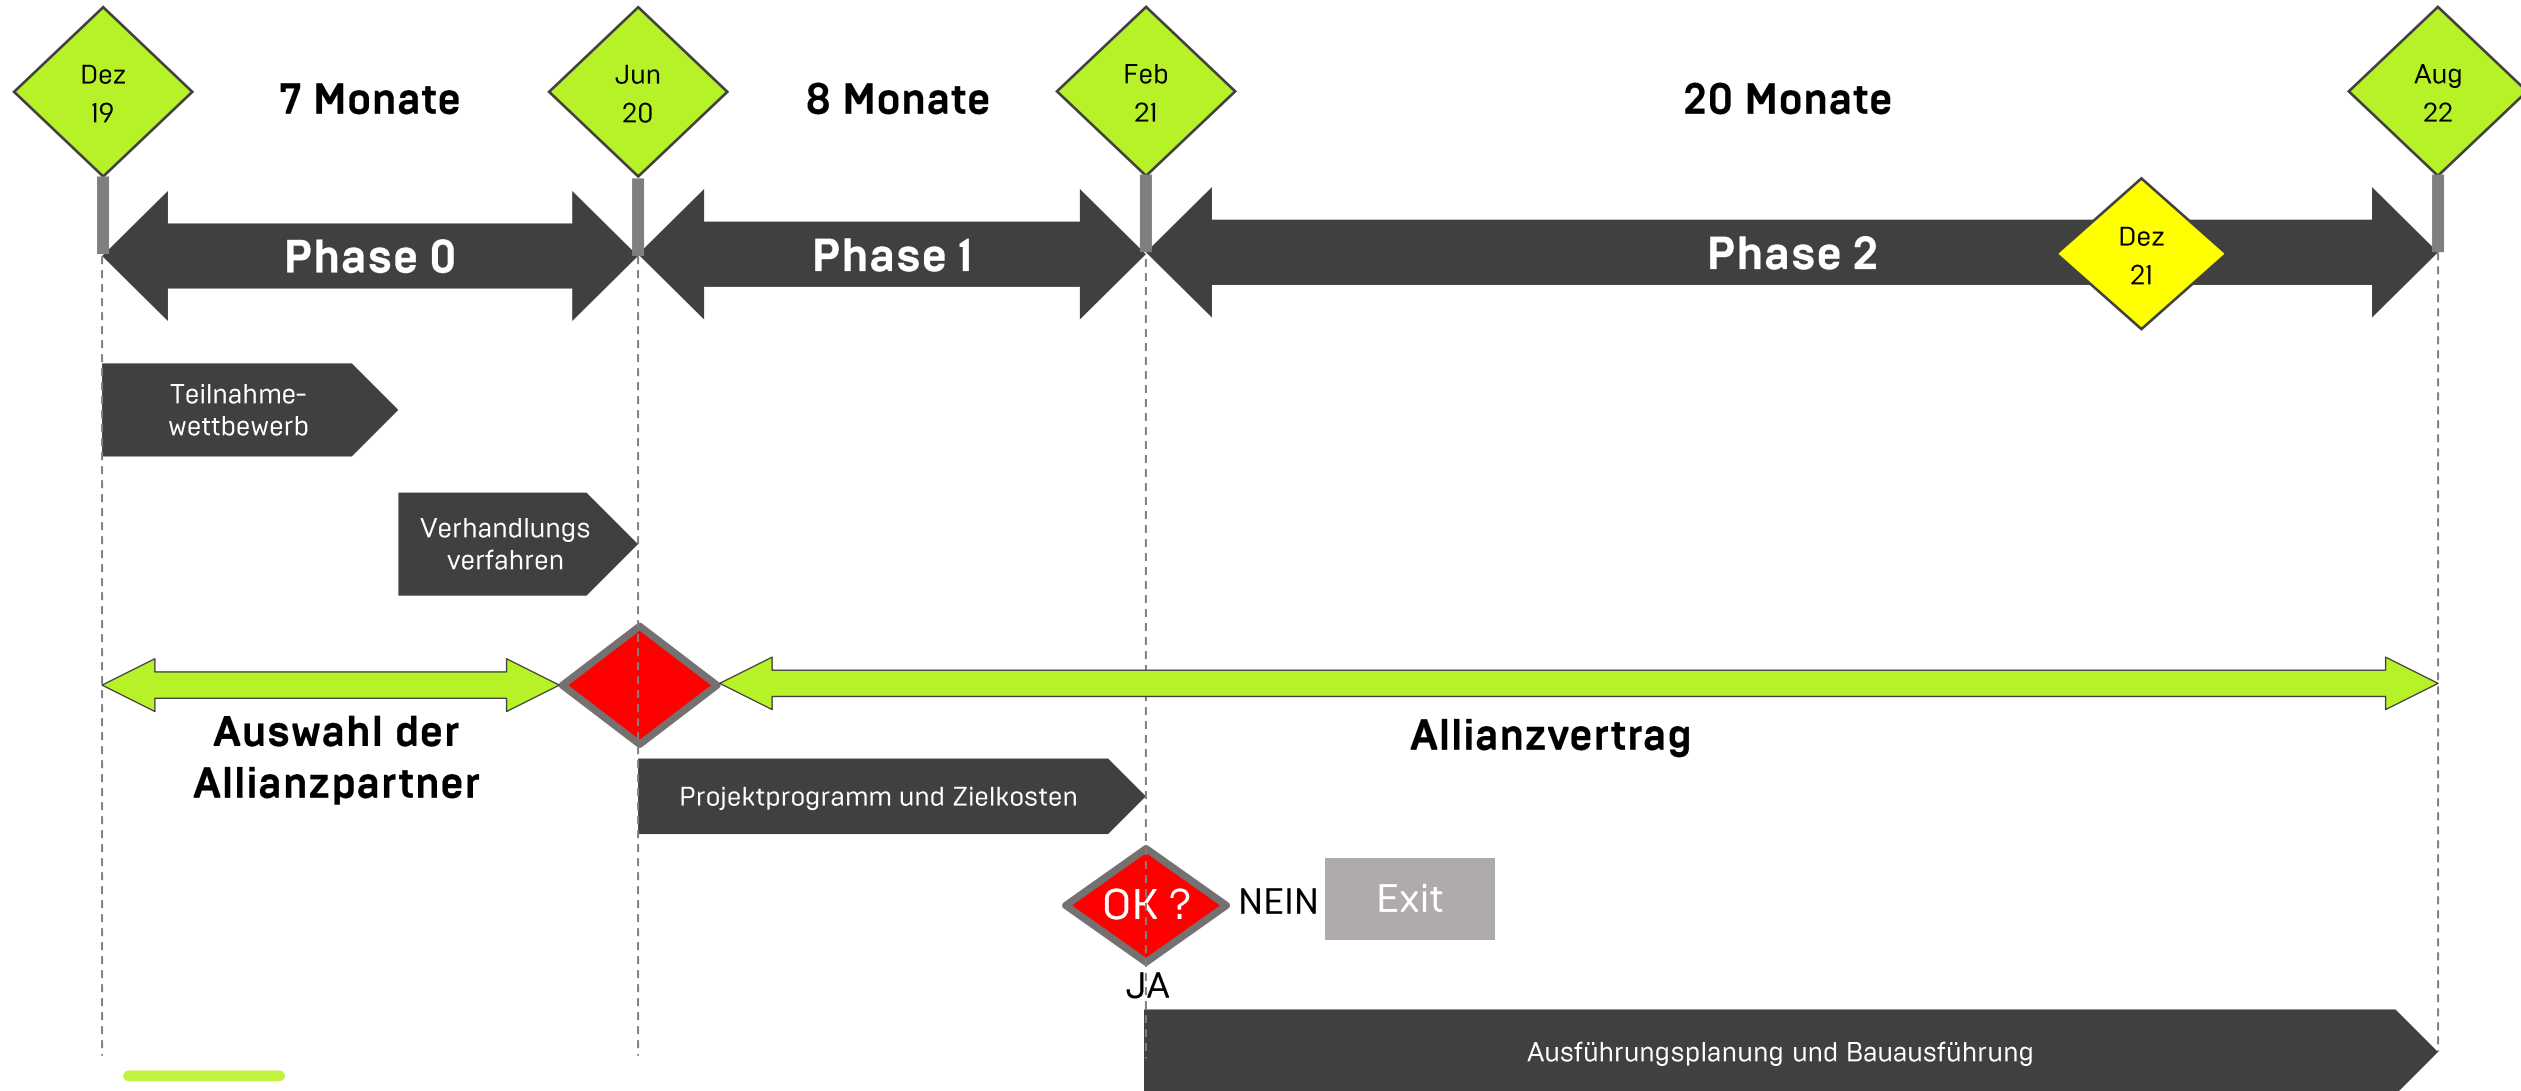 Dez
19
7 Monate
Jun
20
8 Monate
Feb
21
20 Monate
Aug
22
Phase 0
Phase 1
Phase 2
Dez
21
Teilnahme-
wettbewerb
Verhandlungs
verfahren
Auswahl der
Allianzpartner
Allianzvertrag
Projektprogramm und Zielkosten
OK ?
NEIN
Exit
JA
Ausführungsplanung und Bauausführung